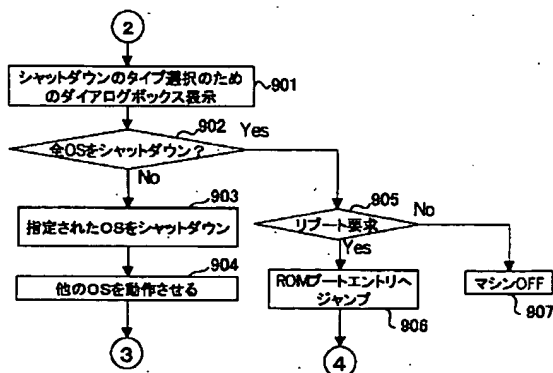 2
シャットダウンのタイプ選択のため
のダイアログボックス表示
901
902
Yes
全OSをシャットダウン?
No
903
905
No
指定されたOSをシャットダウン
リブート要求
904
Yes
他のOSを動作させる
ROMブートエントリへ
ジャンプ
マシンOFF
906
907
3
4